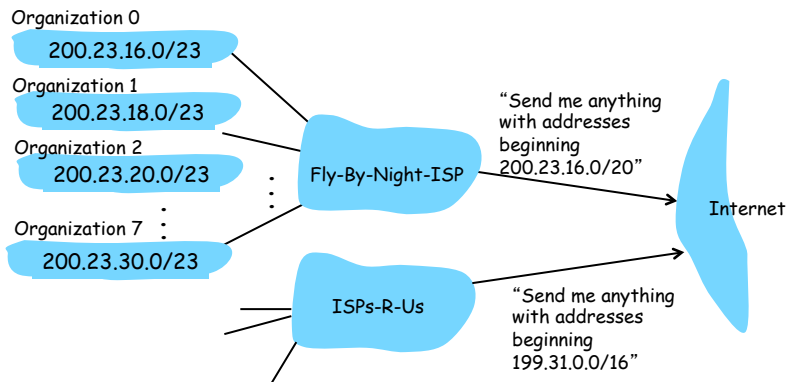 Organization 0
200.23.16.0/23
Organization 1
200.23.18.0/23
Organization 2
200.23.20.0/23
Organization 7
200.23.30.0/23
Fly-By-Night-ISP
“Send me anything
with addresses
beginning
200.23.16.0/20”
Internet
ISPs-R-Us
“Send me anything
with addresses
beginning
199.31.0.0/16”